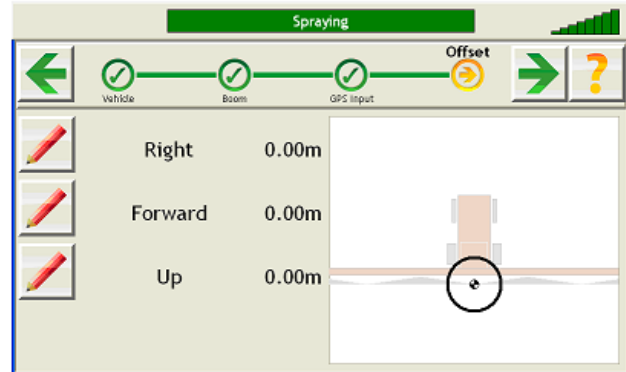 Spraying
Offset
Vehicle
Boom
GPS Input
?
Right 0.00m
Forward 0.00m
Up 0.00m